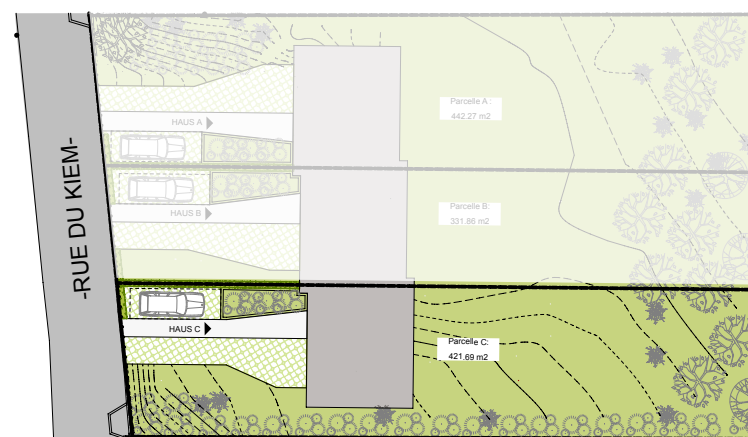 -RUE DU KIEM-
HAUS A
Parcelle A :
442.27 m2
HAUS B
Parcelle B:
331.86 m2
HAUS C
Parcelle C:
421.69 m2